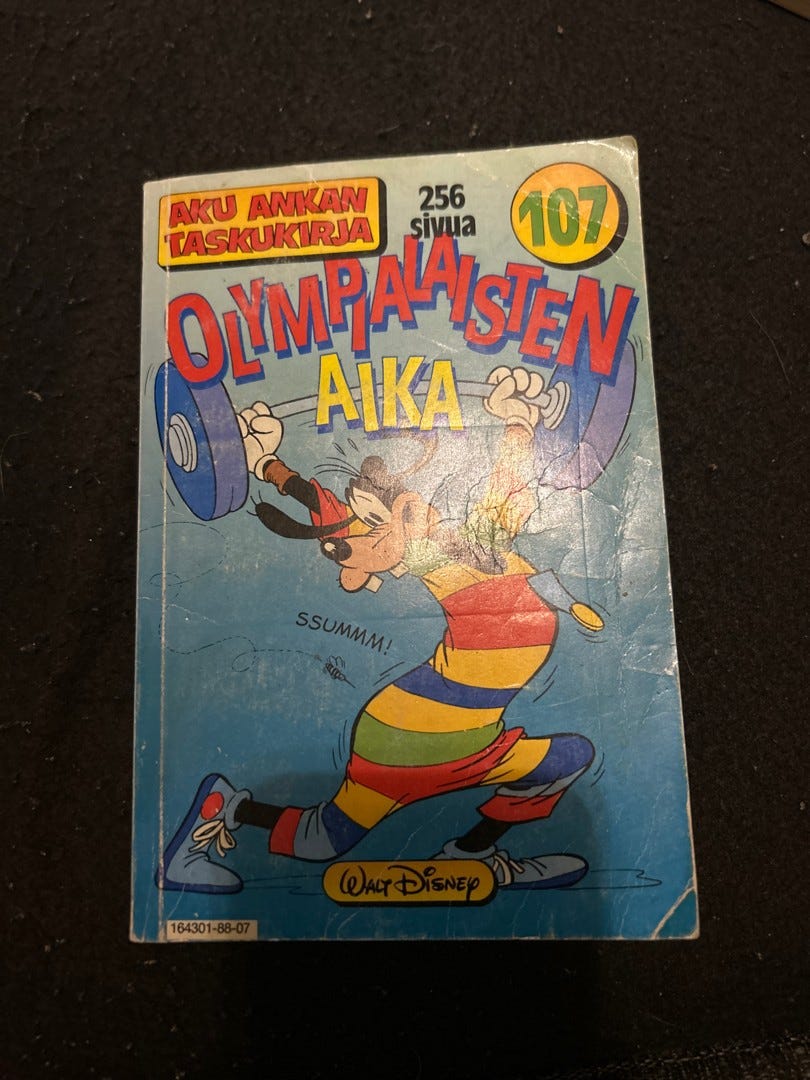 AKU ANKAN
TASKUKIRJA
256
sivua
107
OLYMPIALAISTEN
AIKA
SSUMMM!
WALT DISNEY
164301-88-07